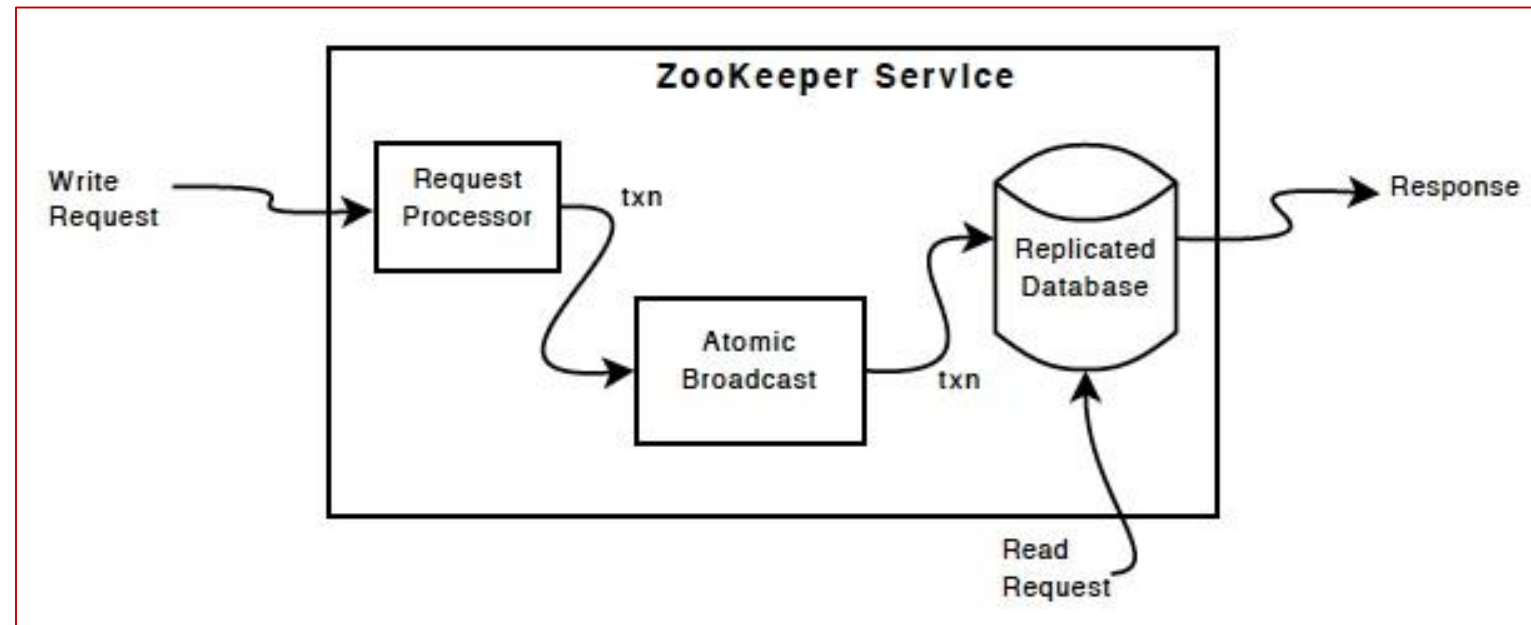 ZooKeeper Service
Write
Request
Request
Processor
txn
Atomic
Broadcast
txn
Replicated
Database
Response
Read
Request